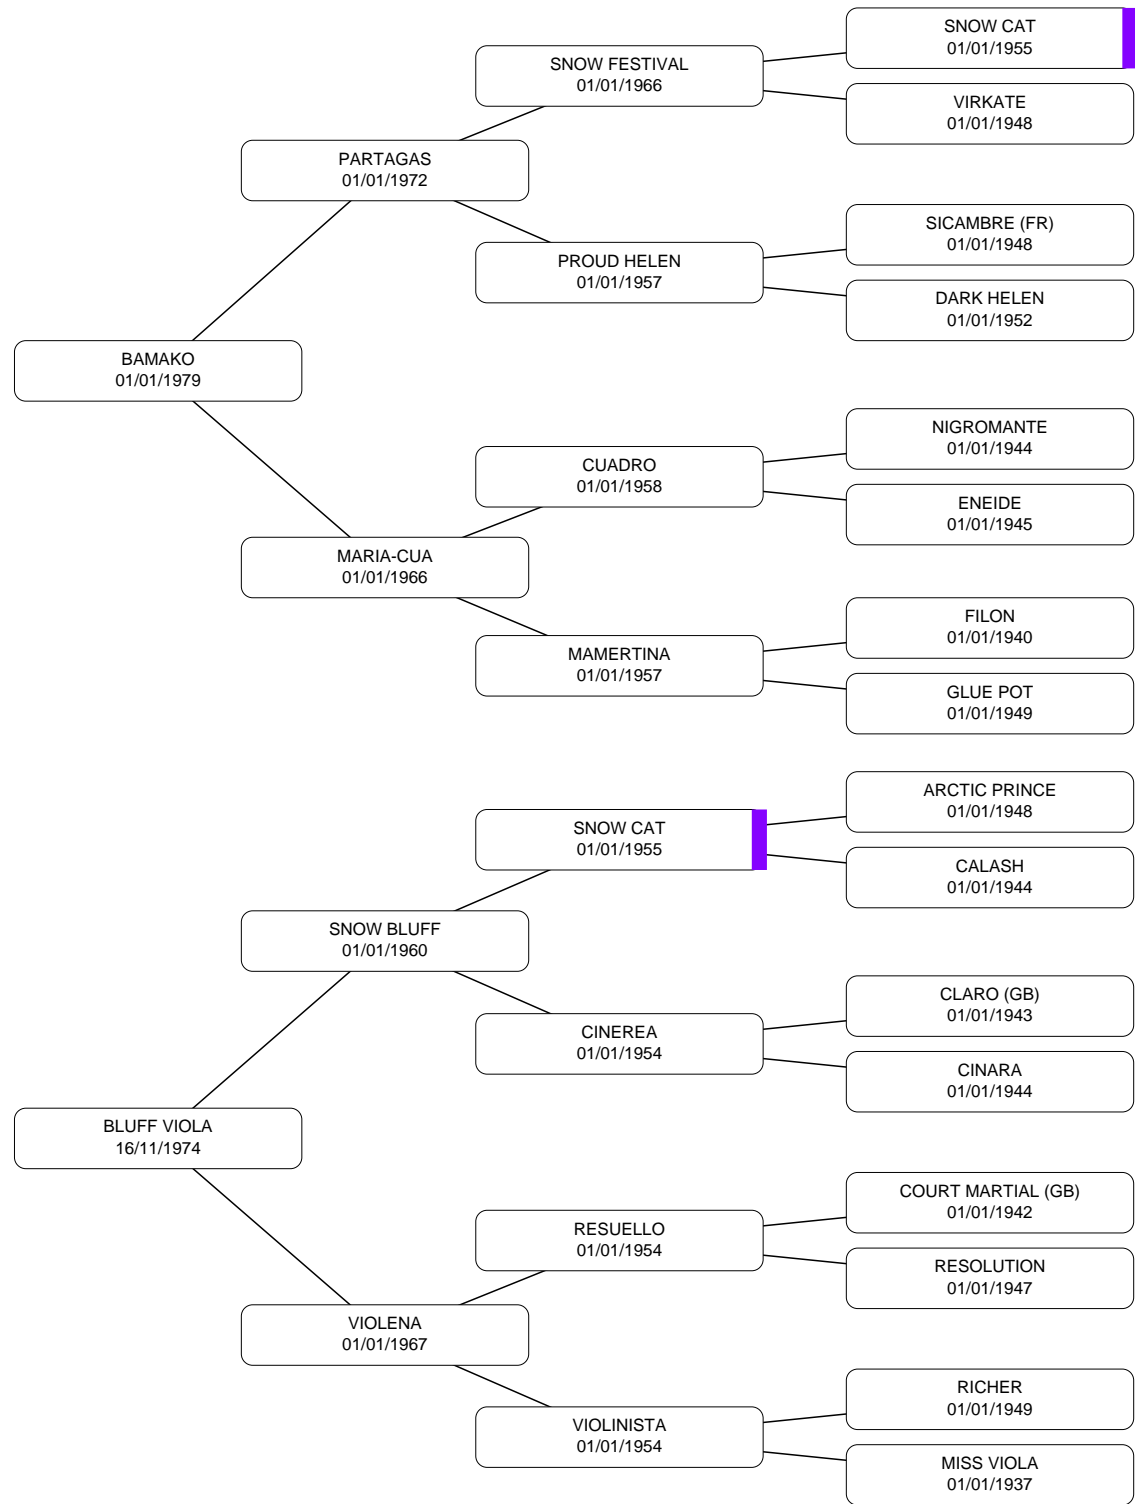 SNOW CAT
01/01/1955
SNOW FESTIVAL
01/01/1966
VIRKATE
01/01/1948
PARTAGAS
01/01/1972
SICAMBRE (FR)
01/01/1948
PROUD HELEN
01/01/1957
DARK HELEN
01/01/1952
BAMAKO
01/01/1979
NIGROMANTE
01/01/1944
CUADRO
01/01/1958
ENEIDE
01/01/1945
MARIA-CUA
01/01/1966
FILON
01/01/1940
MAMERTINA
01/01/1957
GLUE POT
01/01/1949
ARCTIC PRINCE
01/01/1948
SNOW CAT
01/01/1955
CALASH
01/01/1944
SNOW BLUFF
01/01/1960
CLARO (GB)
01/01/1943
CINEREA
01/01/1954
CINARA
01/01/1944
BLUFF VIOLA
16/11/1974
COURT MARTIAL (GB)
01/01/1942
RESUELLO
01/01/1954
RESOLUTION
01/01/1947
VIOLENA
01/01/1967
RICHER
01/01/1949
VIOLINISTA
01/01/1954
MISS VIOLA
01/01/1937